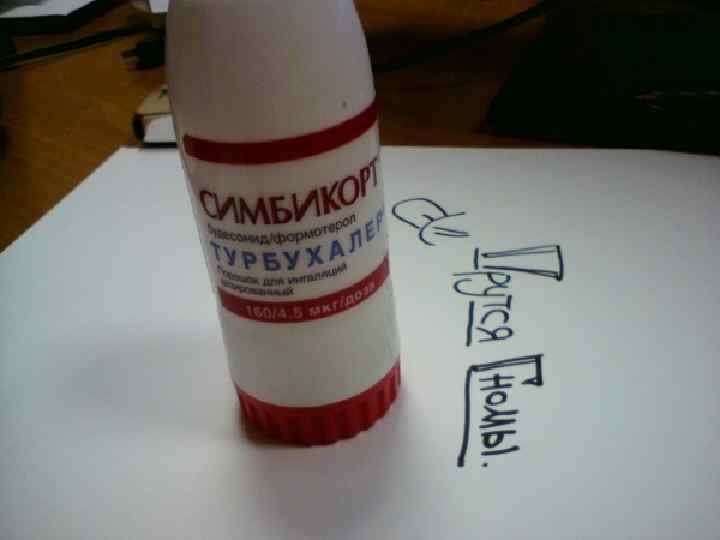 СИМБИКОРТ
будесонид/формотерол
ТУРБУХАЛЕР
Порошок для ингаляций
дозированный
160/4.5 мкг/доза
Прутся
Гномы.